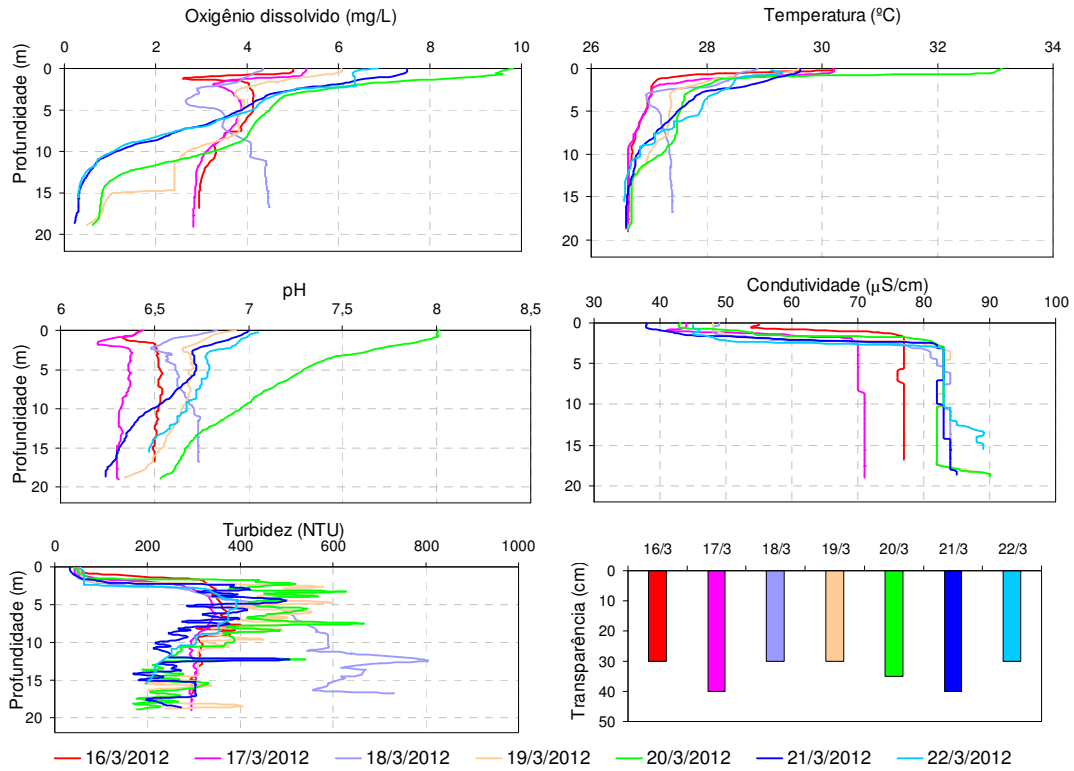 Oxigênio dissolvido (mg/L)
0 2 4 6 8 10
Profundidade (m)
0
5
10
15
20
Temperatura (ºC)
26 28 30 32 34
0
5
10
15
20
pH
6 6,5 7 7,5 8 8,5
Profundidade (m)
0
5
10
15
20
Condutividade (µS/cm)
30 40 50 60 70 80 90 100
0
5
10
15
20
Turbidez (NTU)
0 200 400 600 800 1000
Profundidade (m)
0
5
10
15
20
16/3 17/3 18/3 19/3 20/3 21/3 22/3
Transparência (cm)
0
10
20
30
40
50
16/3/2012 17/3/2012 18/3/2012 19/3/2012 20/3/2012 21/3/2012 22/3/2012